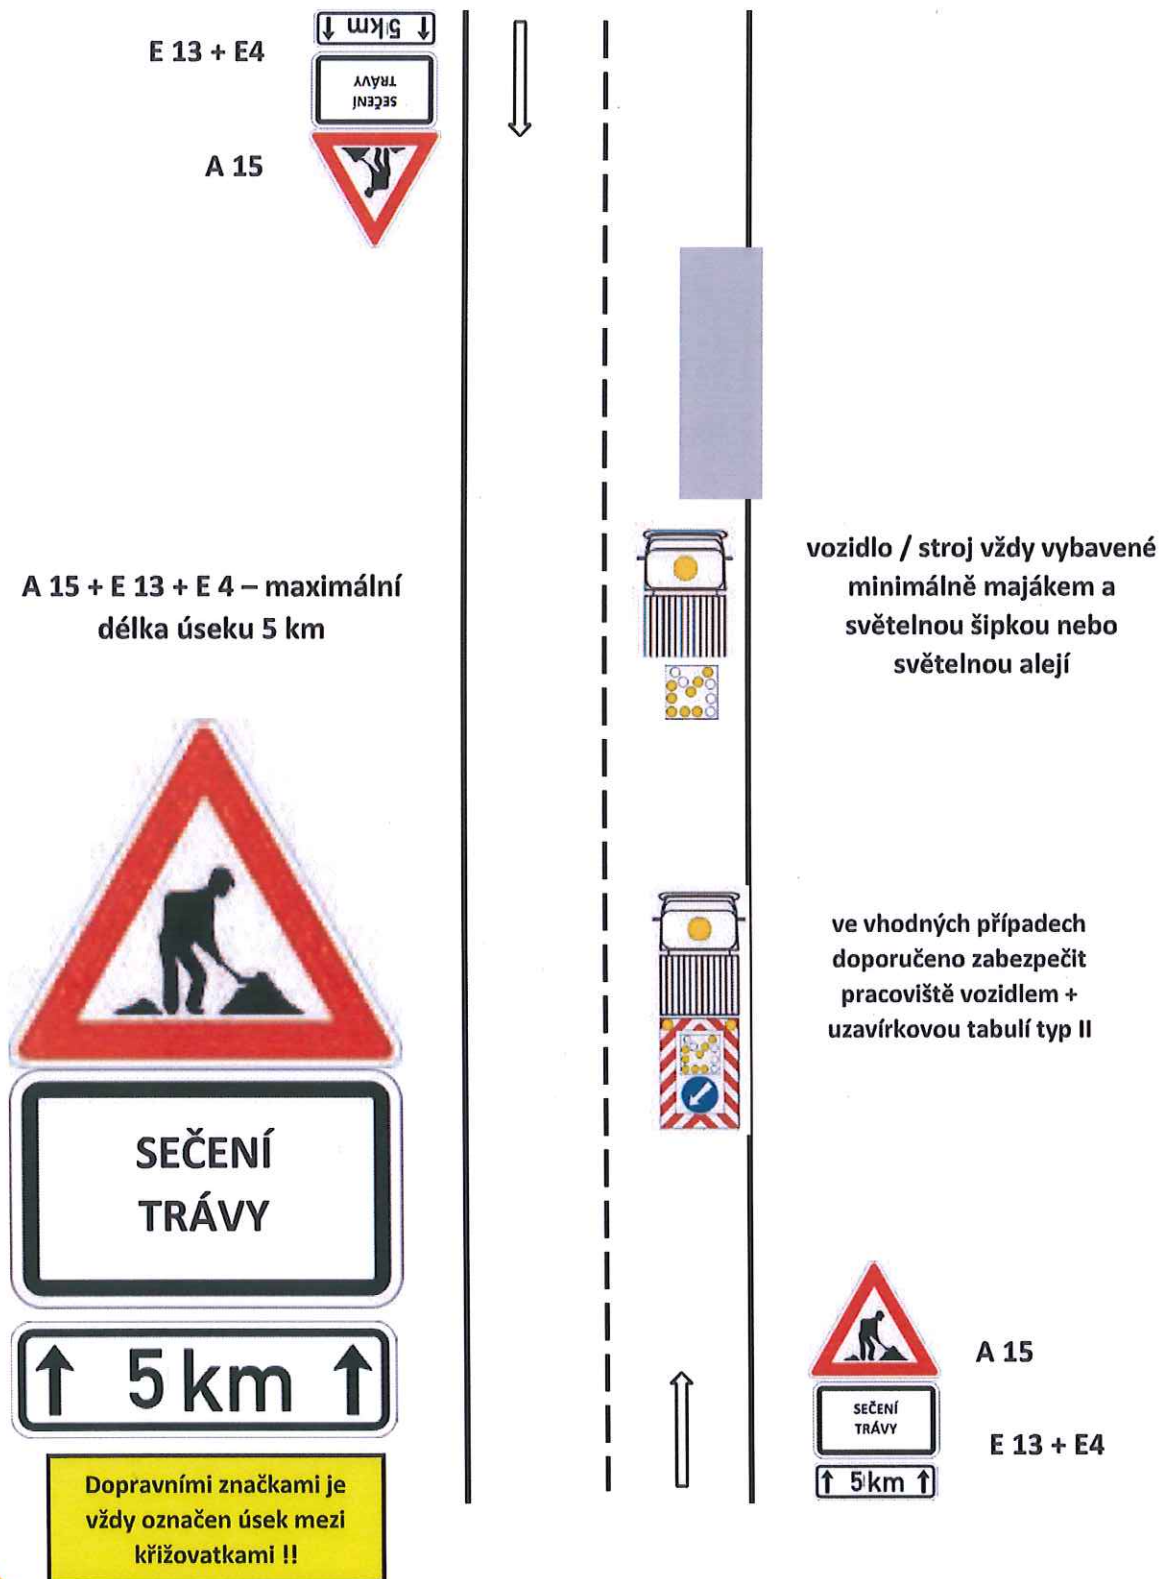 E 13 + E4
5 km
SEČENÍ
TRÁVY
A 15
vozidlo / stroj vždy vybavené
minimálně majákem a
světelnou šipkou nebo
světelnou alejí
A 15 + E 13 + E 4 – maximální
délka úseku 5 km
ve vhodných případech
doporučeno zabezpečit
pracoviště vozidlem +
uzavírkovou tabulí typ II
SEČENÍ
TRÁVY
5 km
A 15
SEČENÍ
TRÁVY
E 13 + E4
5 km
Dopravními značkami je
vždy označen úsek mezi
křižovatkami !!